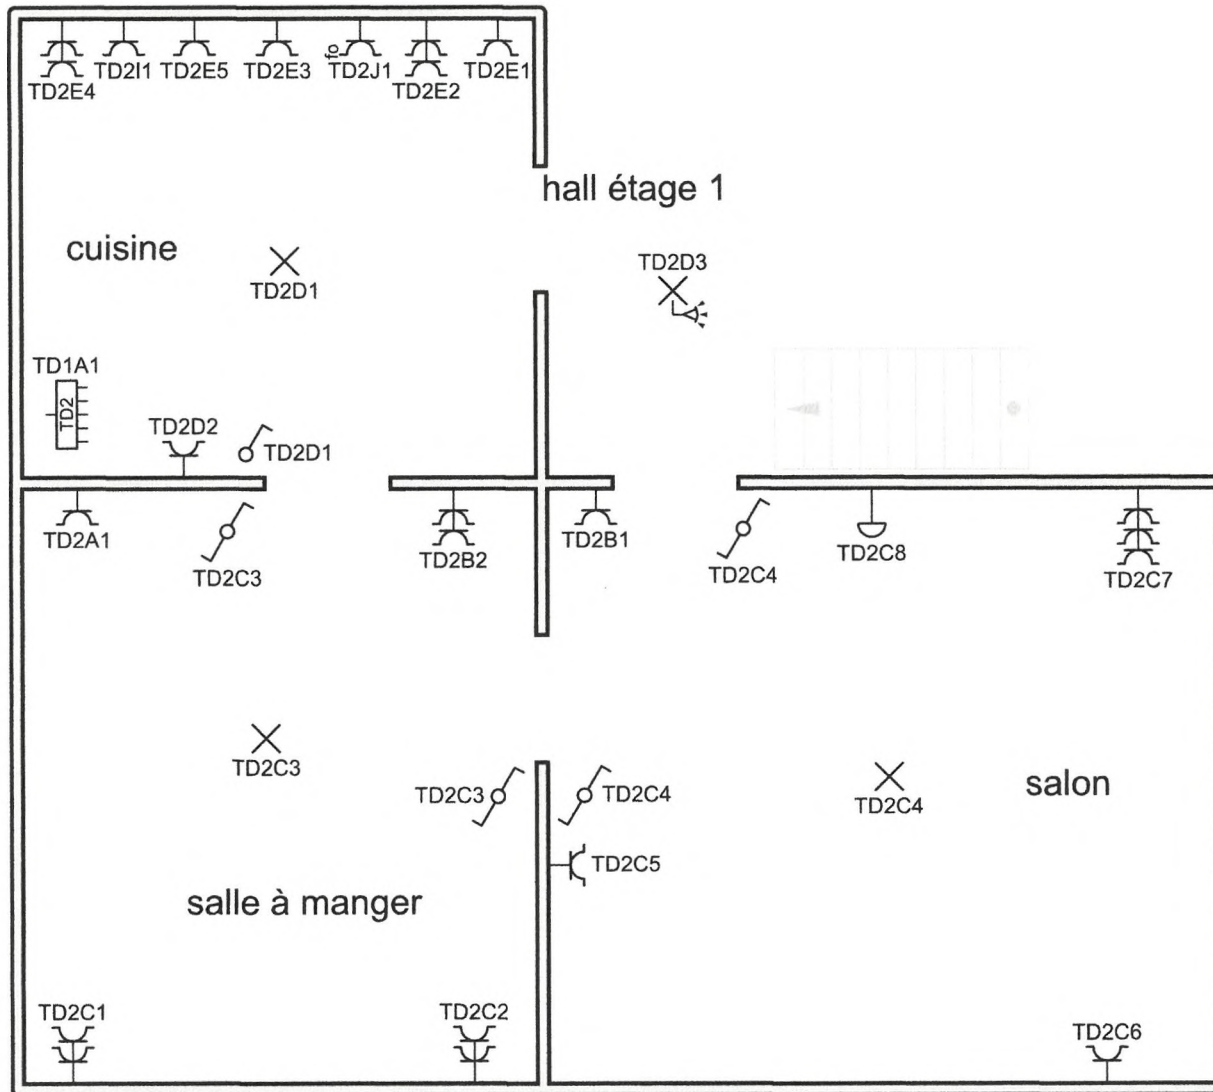 TD2E4
TD2I1
TD2E5
TD2E3
fo
TD2J1
TD2E2
TD2E1
hall étage 1
cuisine
TD2D1
TD2D3
TD1A1
TD2
TD2D2
TD2D1
TD2A1
TD2C3
TD2B2
TD2B1
TD2C4
TD2C8
TD2C7
TD2C3
TD2C3
TD2C4
TD2C4
salon
TD2C5
salle à manger
TD2C1
TD2C2
TD2C6